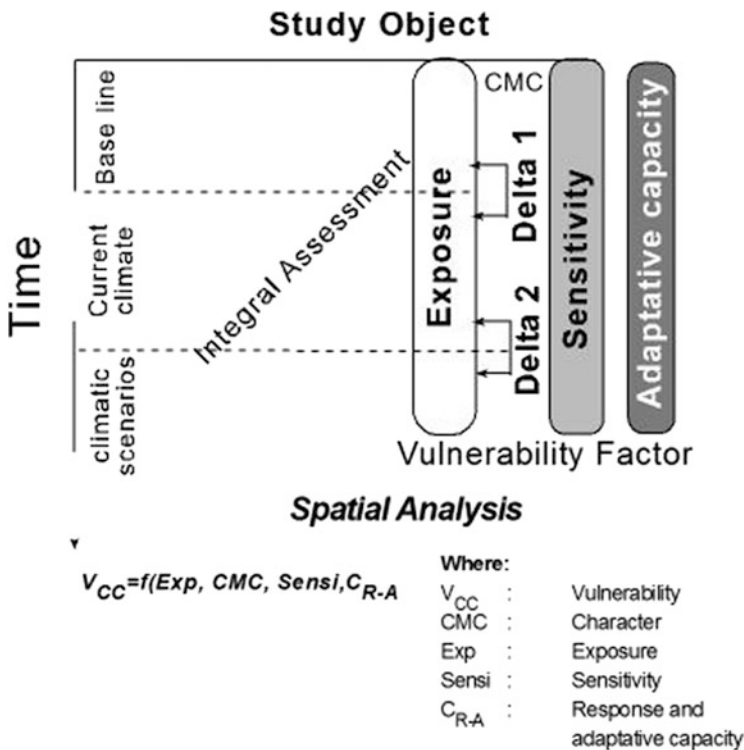 Study Object
Time
Base line
Current
climate
climatic
scenarios
Integral Assessment
Exposure
CMC
Delta 1
Delta 2
Sensitivity
Adaptative capacity
Vulnerability Factor
Spatial Analysis
V_CC=f(Exp, CMC, Sensi,C_R-A
Where:
V_CC : Vulnerability
CMC : Character
Exp : Exposure
Sensi : Sensitivity
C_R-A : Response and
adaptative capacity